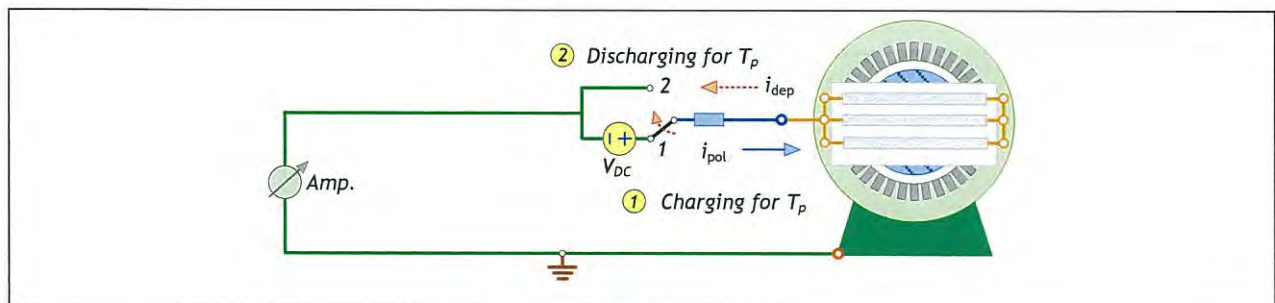 2 Discharging for Tp
2
idep
1
ipol
VDC
Amp.
1 Charging for Tp